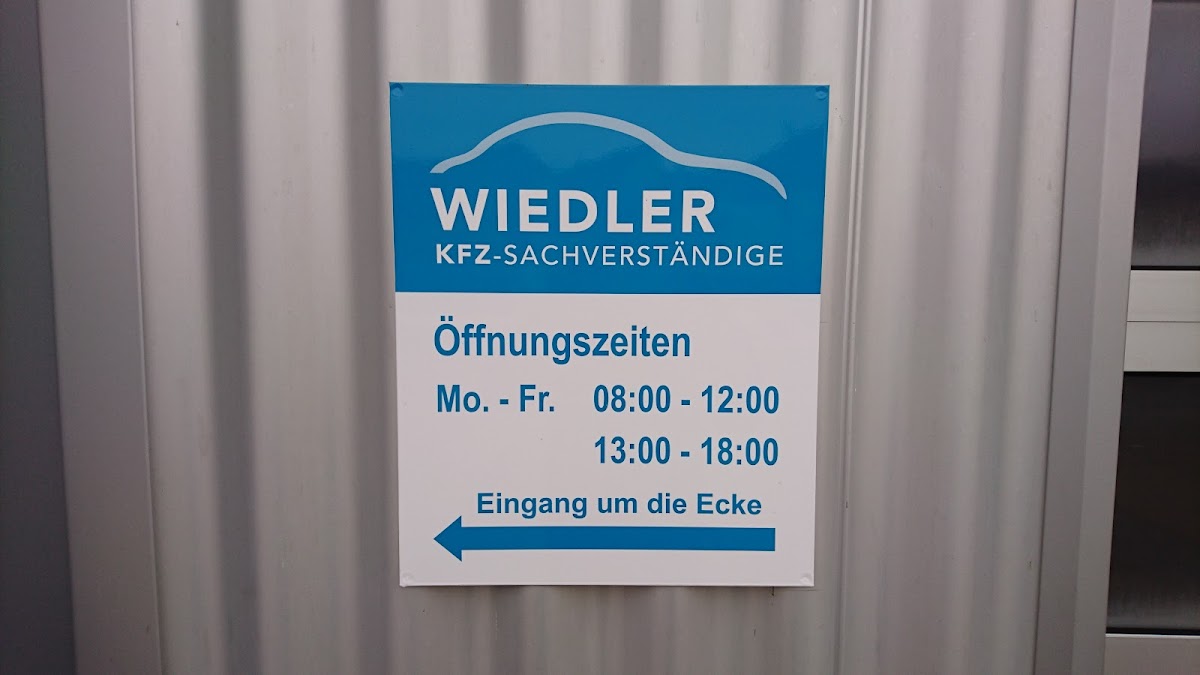 WIEDLER
KFZ-SACHVERSTÄNDIGE
Öffnungszeiten
Mo. - Fr. 08:00 - 12:00
13:00 - 18:00
Eingang um die Ecke